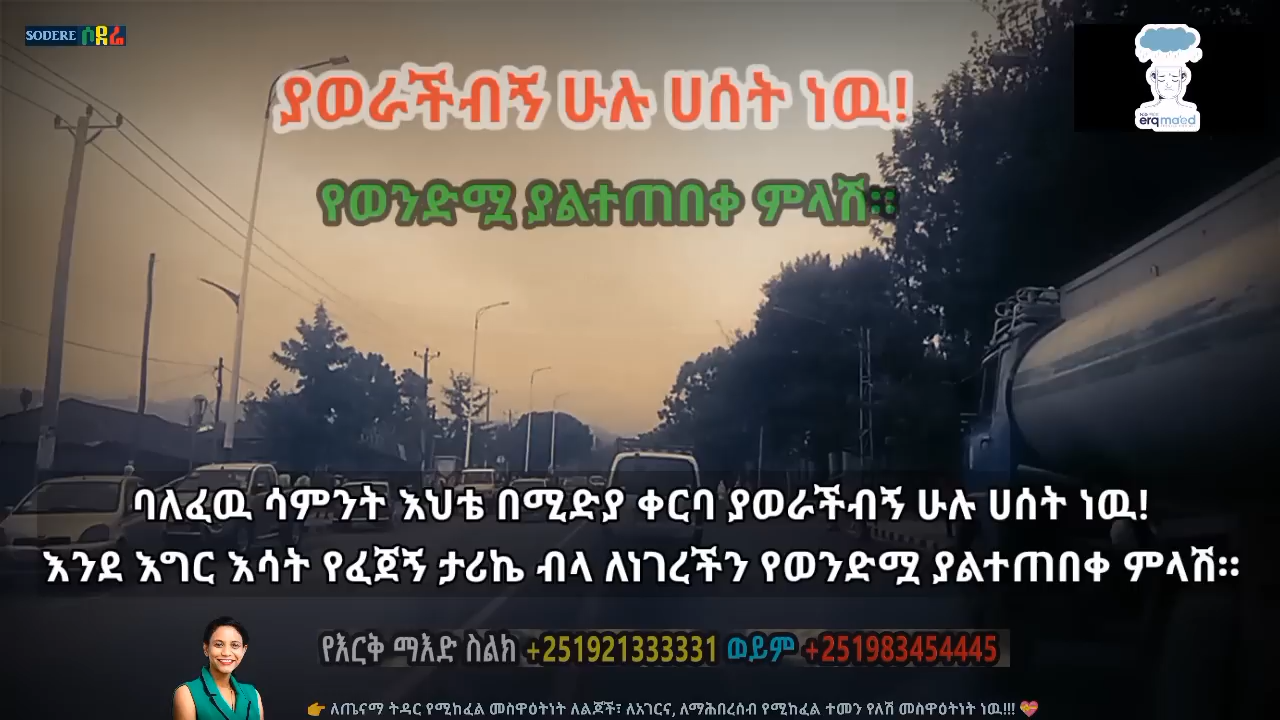 SODERE ሶደሬ
ያወራችብኝ ሁሉ ሀሰት ነዉ!
erqmaed
የወንድሟ ያልተጠበቀ ምላሽ።
ባለፈዉ ሳምንት እህቴ በሚድያ ቀርባ ያወራችብኝ ሁሉ ሀሰት ነዉ!
እንደ እግር እሳት የፈጀኝ ታሪኬ ብላ ለነገረችን የወንድሟ ያልተጠበቀ ምላሽ።
የእርቅ ማእድ ስልክ +251921333331 ወይም +251983454445
👉 ለጤናማ ትዳር የሚከፈል መስዋዕትነት ለልጆች፣ ለአገርና, ለማሕበረሰብ የሚከፈል ተመን የለሽ መስዋዕትነት ነዉ!!! 💝